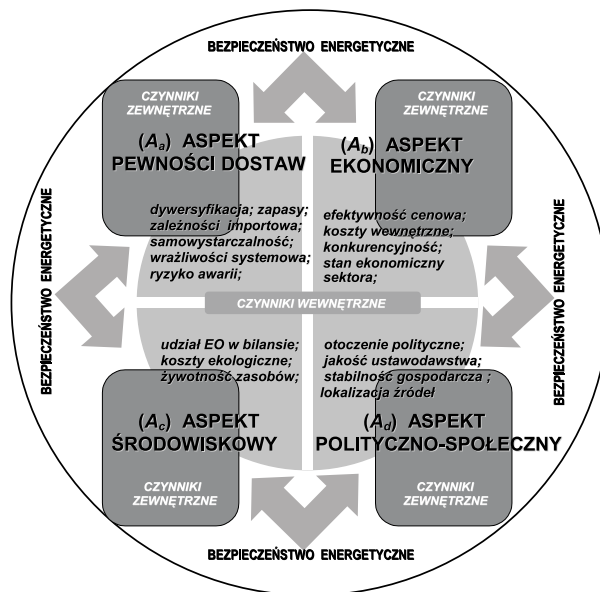 BEZPIECZEŃSTWO ENERGETYCZNE
CZYNNIKI
ZEWNĘTRZNE
(Aa) ASPEKT
PEWNOŚCI DOSTAW
dywersyfikacja; zapasy;
zależności importowa;
samowystarczalność;
wrażliwości systemowa;
ryzyko awarii;
CZYNNIKI
ZEWNĘTRZNE
(Ab) ASPEKT
EKONOMICZNY
efektywność cenowa;
koszty wewnętrzne;
konkurencyjność;
stan ekonomiczny
sektora;
BEZPIECZEŃSTWO ENERGETYCZNE
CZYNNIKI WEWNĘTRZNE
BEZPIECZEŃSTWO ENERGETYCZNE
udział EO w bilansie;
koszty ekologiczne;
żywotność zasobów;
(Ac) ASPEKT
ŚRODOWISKOWY
CZYNNIKI
ZEWNĘTRZNE
otoczenie polityczne;
jakość ustawodawstwa;
stabilność gospodarcza ;
lokalizacja źródeł
(Ad) ASPEKT
POLITYCZNO-SPOŁECZNY
CZYNNIKI
ZEWNĘTRZNE
BEZPIECZEŃSTWO ENERGETYCZNE